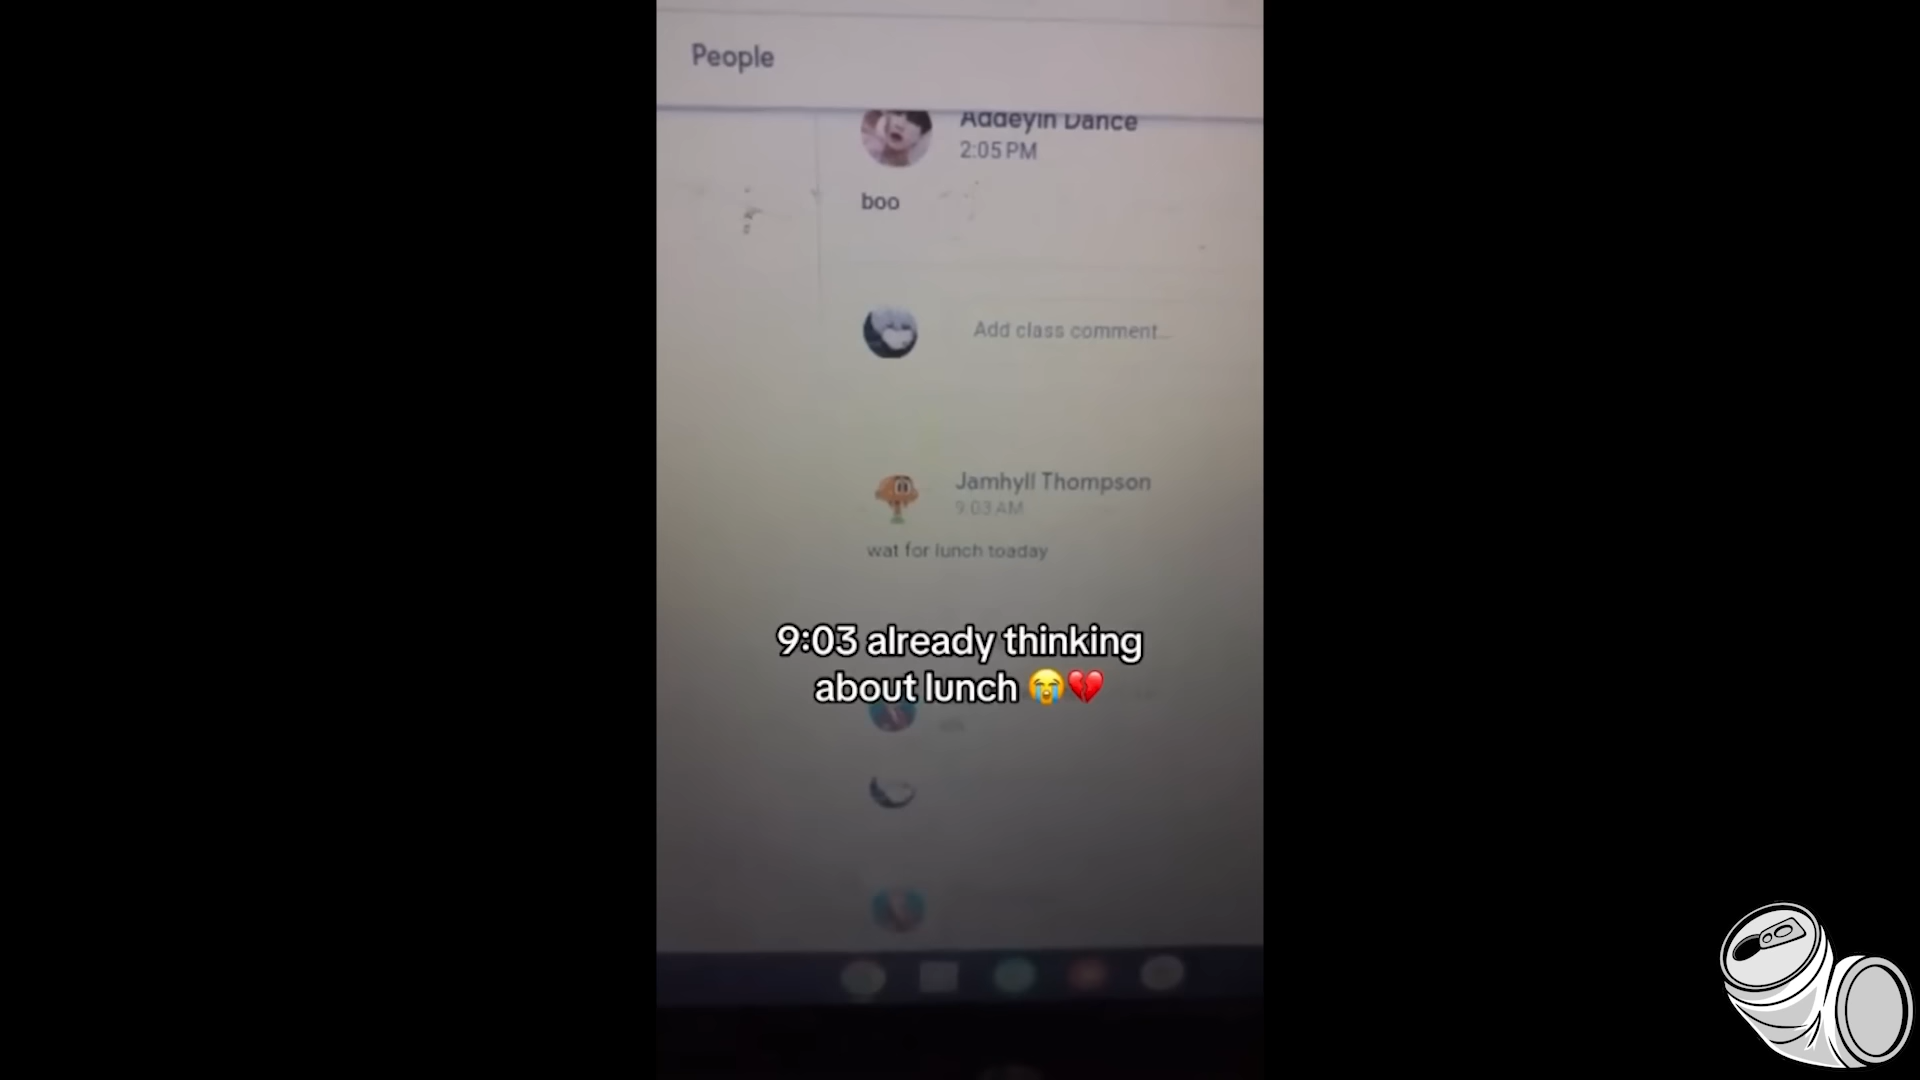 People
Addeyin Dance
2:05 PM
boo
Add class comment...
Jamhyll Thompson
9:03 AM
wat for lunch toaday
9:03 already thinking
about lunch 😭💔